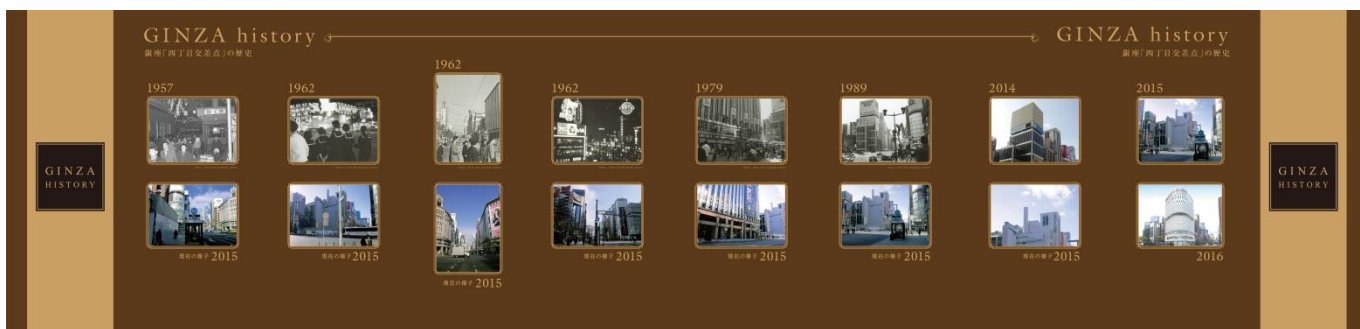 GINZA history
銀座「四丁目交差点」の歴史
GINZA history
銀座「四丁目交差点」の歴史
1957
1962
1962
1962
1979
1989
2014
2015
GINZA
HISTORY
GINZA
HISTORY
現在の様子 2015
現在の様子 2015
現在の様子 2015
現在の様子 2015
現在の様子 2015
現在の様子 2015
現在の様子 2015
2016